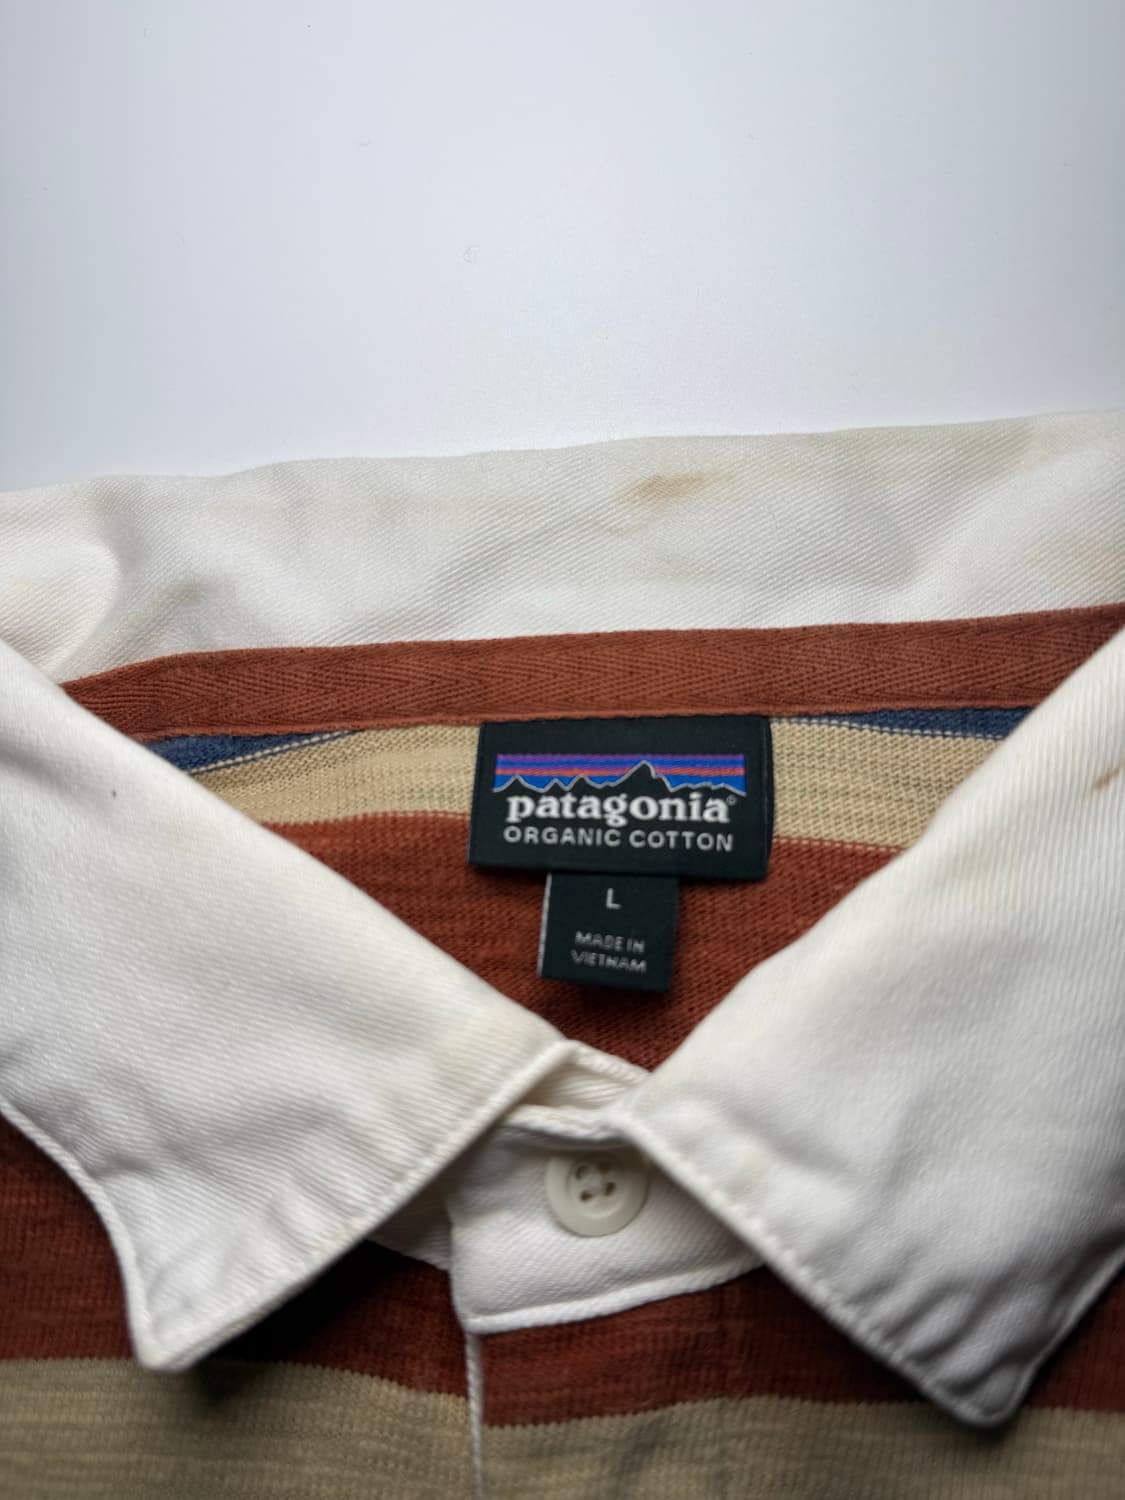 patagonia®
ORGANIC COTTON
L
MADE IN
VIETNAM